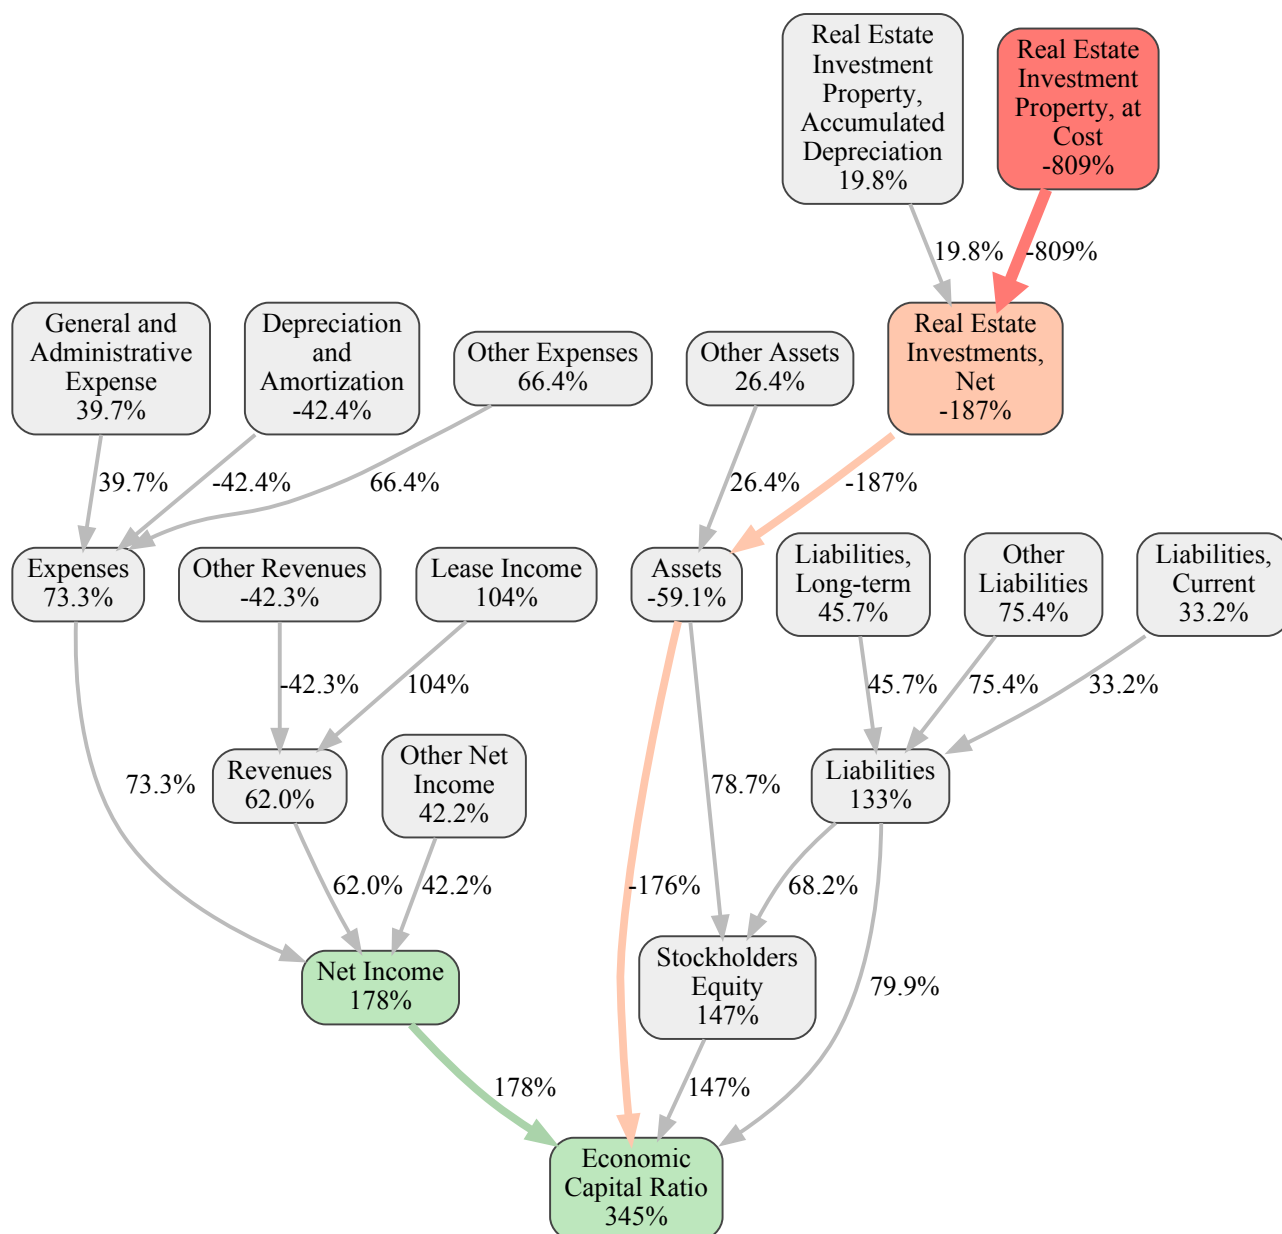 Real Estate
Investment
Property,
Accumulated
Depreciation
19.8%
Real Estate
Investment
Property, at
Cost
-809%
19.8%
-809%
General and
Administrative
Expense
39.7%
Depreciation
and
Amortization
-42.4%
Other Expenses
66.4%
Other Assets
26.4%
Real Estate
Investments,
Net
-187%
39.7%
-42.4%
66.4%
26.4%
-187%
Expenses
73.3%
Other Revenues
-42.3%
Lease Income
104%
Assets
-59.1%
Liabilities,
Long-term
45.7%
Other
Liabilities
75.4%
Liabilities,
Current
33.2%
-42.3%
104%
45.7%
75.4%
33.2%
73.3%
Revenues
62.0%
Other Net
Income
42.2%
78.7%
Liabilities
133%
62.0%
42.2%
-176%
68.2%
Net Income
178%
Stockholders
Equity
147%
79.9%
178%
147%
Economic
Capital Ratio
345%